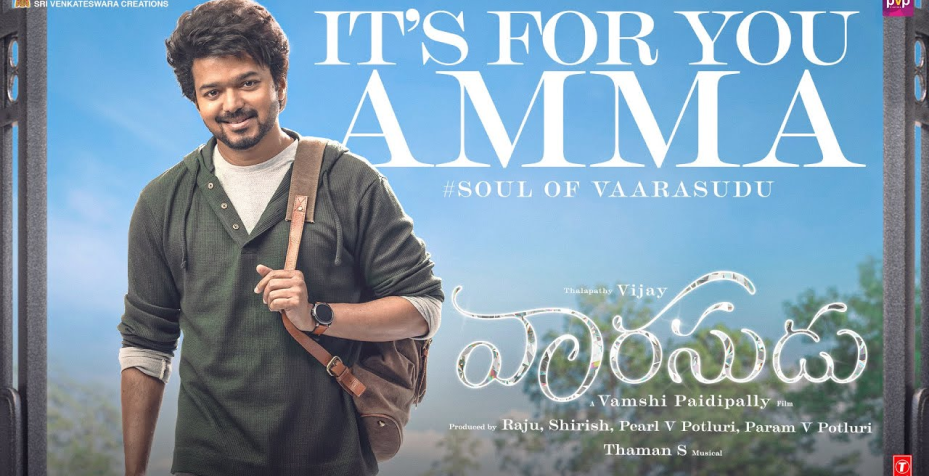 SRI VENKATESWARA CREATIONS
pvp
IT'S FOR YOU
AMMA
#SOUL OF VAARASUDU
Thalapathy Vijay
వారసుడు
A Vamshi Paidipally Film
Produced by Raju, Shirish, Pearl V Potluri, Param V Potluri
Thaman S Musical
T